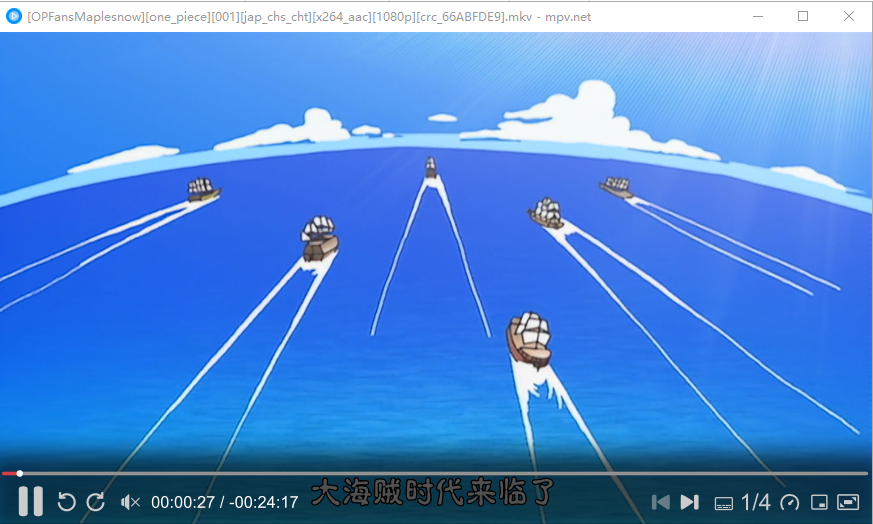 [OPFansMaplesnow][one_piece][001][jap_chs_cht][x264_aac][1080p][crc_66ABFDE9].mkv - mpv.net
大海贼时代来临了
00:00:27 / -00:24:17
1/4